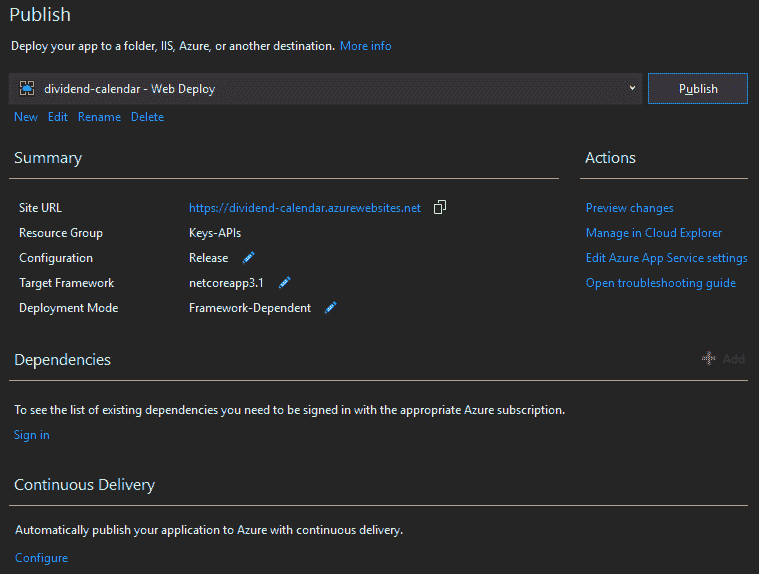 Publish
Deploy your app to a folder, IIS, Azure, or another destination. More info
dividend-calendar - Web Deploy
Publish
New Edit Rename Delete
Summary
Actions
Site URL https://dividend-calendar.azurewebsites.net
Preview changes
Resource Group Keys-APIs
Manage in Cloud Explorer
Configuration Release
Edit Azure App Service settings
Target Framework netcoreapp3.1
Open troubleshooting guide
Deployment Mode Framework-Dependent
Dependencies
Add
To see the list of existing dependencies you need to be signed in with the appropriate Azure subscription.
Sign in
Continuous Delivery
Automatically publish your application to Azure with continuous delivery.
Configure